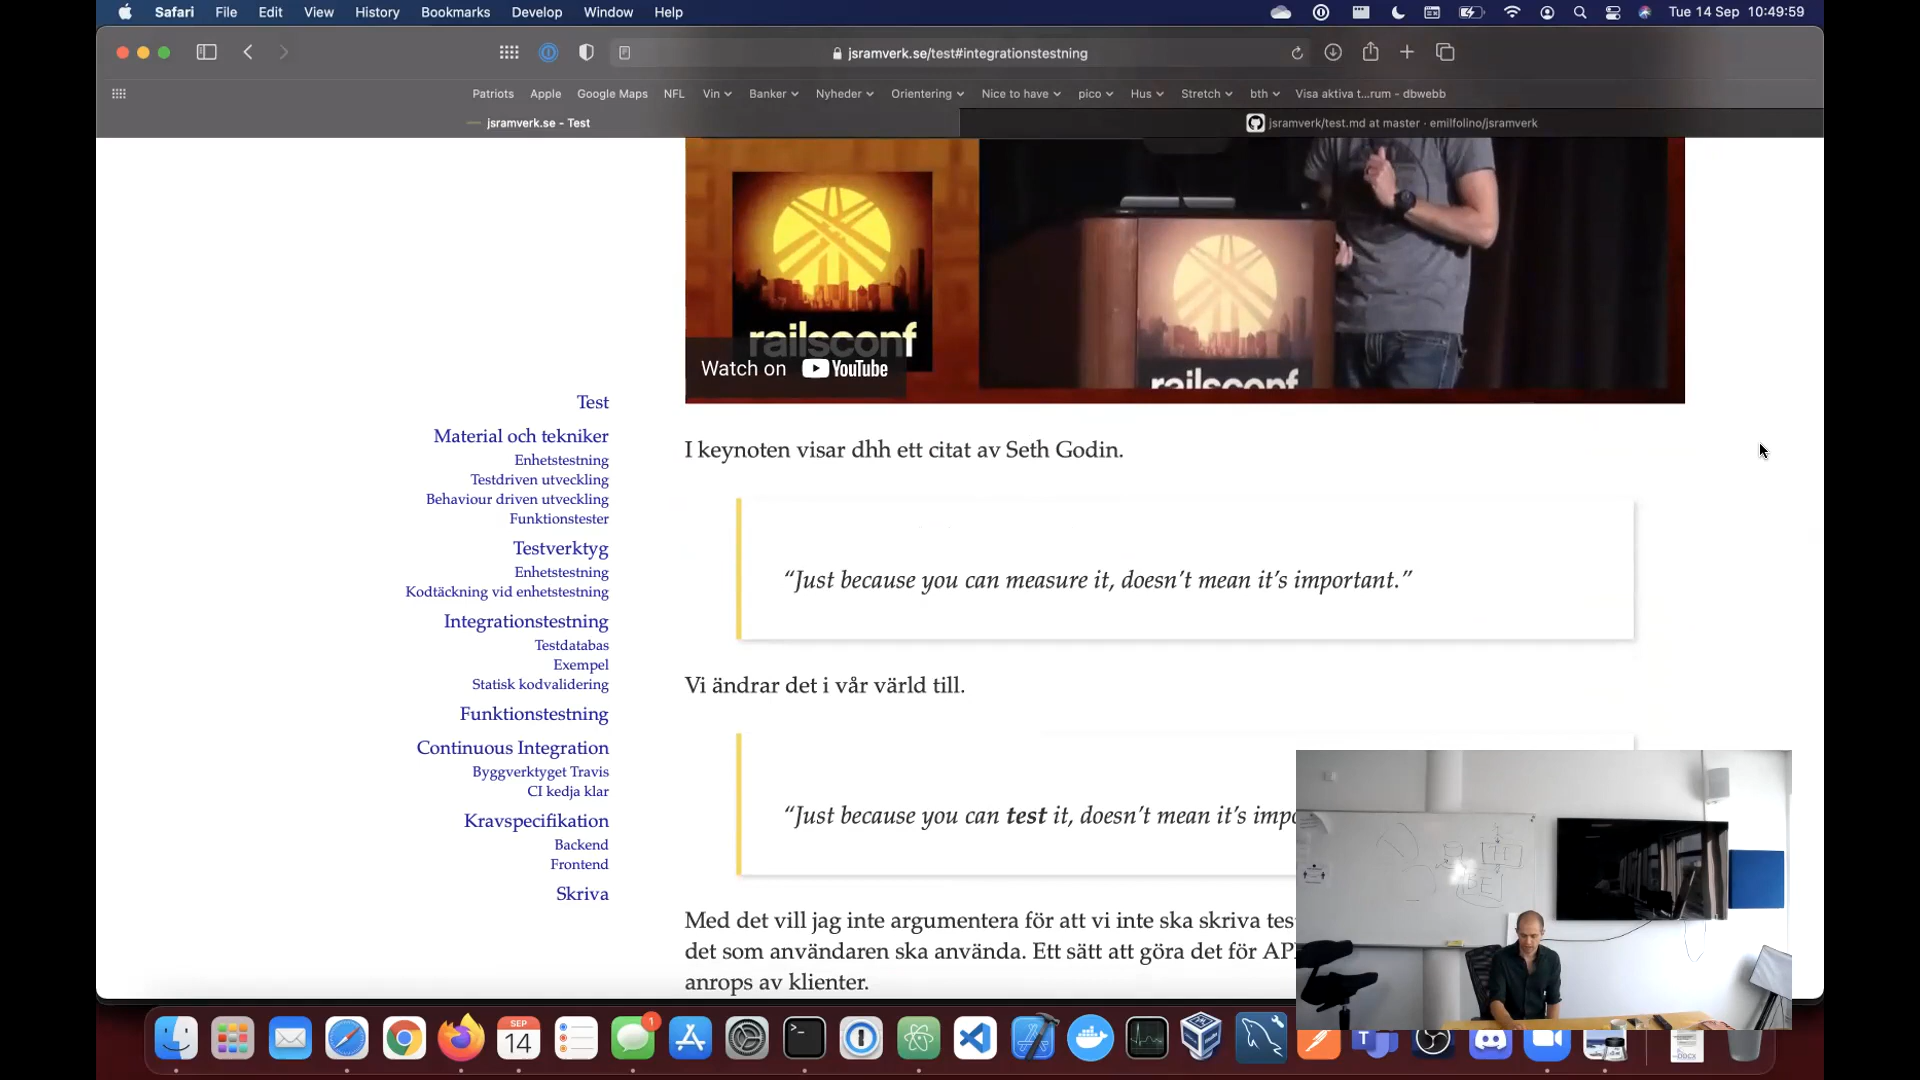 Safari File Edit View History Bookmarks Develop Window Help Tue 14 Sep 10:49:59
jsramverk.se/test#integrationstestning
Patriots Apple Google Maps NFL Vin Banker Nyheder Orientering Nice to have pico Hus Stretch bth Visa aktiva t...rum - dbwebb
jsramverk.se - Test
jsramverk/test.md at master · emilfolino/jsramverk
railsconf
railsconf
Watch on YouTube
Test
Material och tekniker
Enhetstestning
Testdriven utveckling
Behaviour driven utveckling
Funktionstester
Testverktyg
Enhetstestning
Kodtäckning vid enhetstestning
Integrationstestning
Testdatabas
Exempel
Statisk kodvalidering
Funktionstestning
Continuous Integration
Byggverktyget Travis
CI kedja klar
Kravspecifikation
Backend
Frontend
Skriva
I keynoten visar dhh ett citat av Seth Godin.
“Just because you can measure it, doesn’t mean it’s important.”
Vi ändrar det i vår värld till.
“Just because you can test it, doesn’t mean it’s impo
Med det vill jag inte argumentera för att vi inte ska skriva tes
det som användaren ska använda. Ett sätt att göra det för AP
anrops av klienter.
1
SEP
14